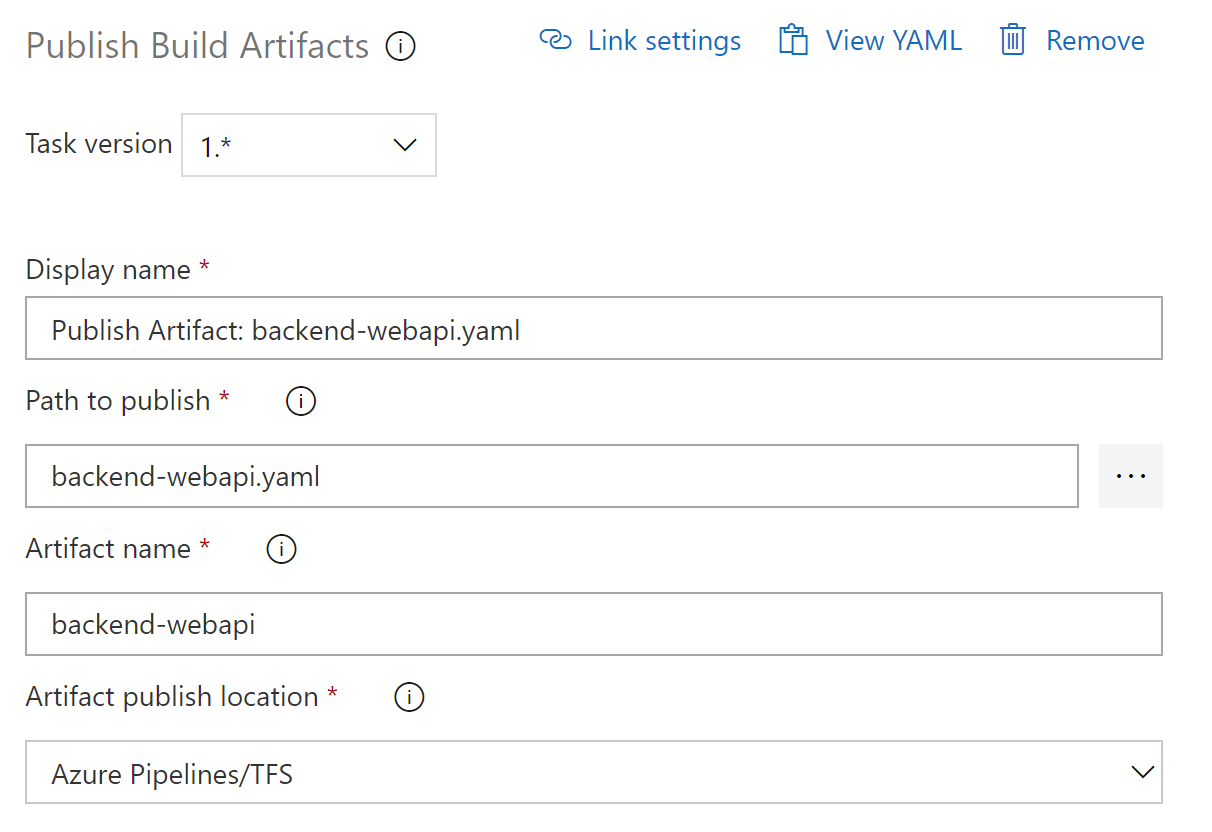 Publish Build Artifacts
Link settings
View YAML
Remove
Task version
1.*
Display name *
Publish Artifact: backend-webapi.yaml
Path to publish *
backend-webapi.yaml
...
Artifact name *
backend-webapi
Artifact publish location *
Azure Pipelines/TFS